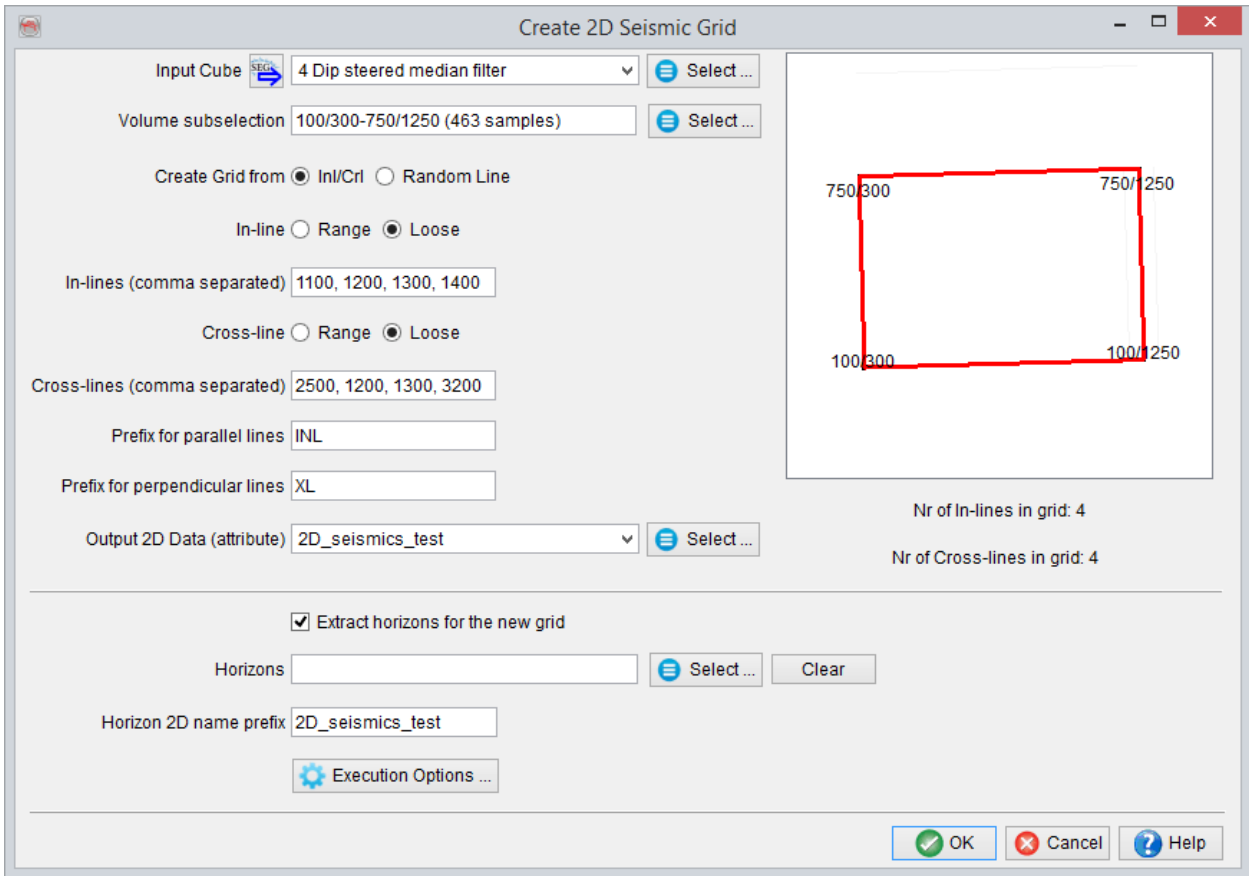 Create 2D Seismic Grid
Input Cube SEG 4 Dip steered median filter Select ...
Volume subselection 100/300-750/1250 (463 samples) Select ...
Create Grid from Inl/Crl Random Line
In-line Range Loose
In-lines (comma separated) 1100, 1200, 1300, 1400
Cross-line Range Loose
Cross-lines (comma separated) 2500, 1200, 1300, 3200
Prefix for parallel lines INL
Prefix for perpendicular lines XL
Output 2D Data (attribute) 2D_seismics_test Select ...
750/300 750/1250
100/300 100/1250
Nr of In-lines in grid: 4
Nr of Cross-lines in grid: 4
Extract horizons for the new grid
Horizons Select ... Clear
Horizon 2D name prefix 2D_seismics_test
Execution Options ...
OK Cancel Help